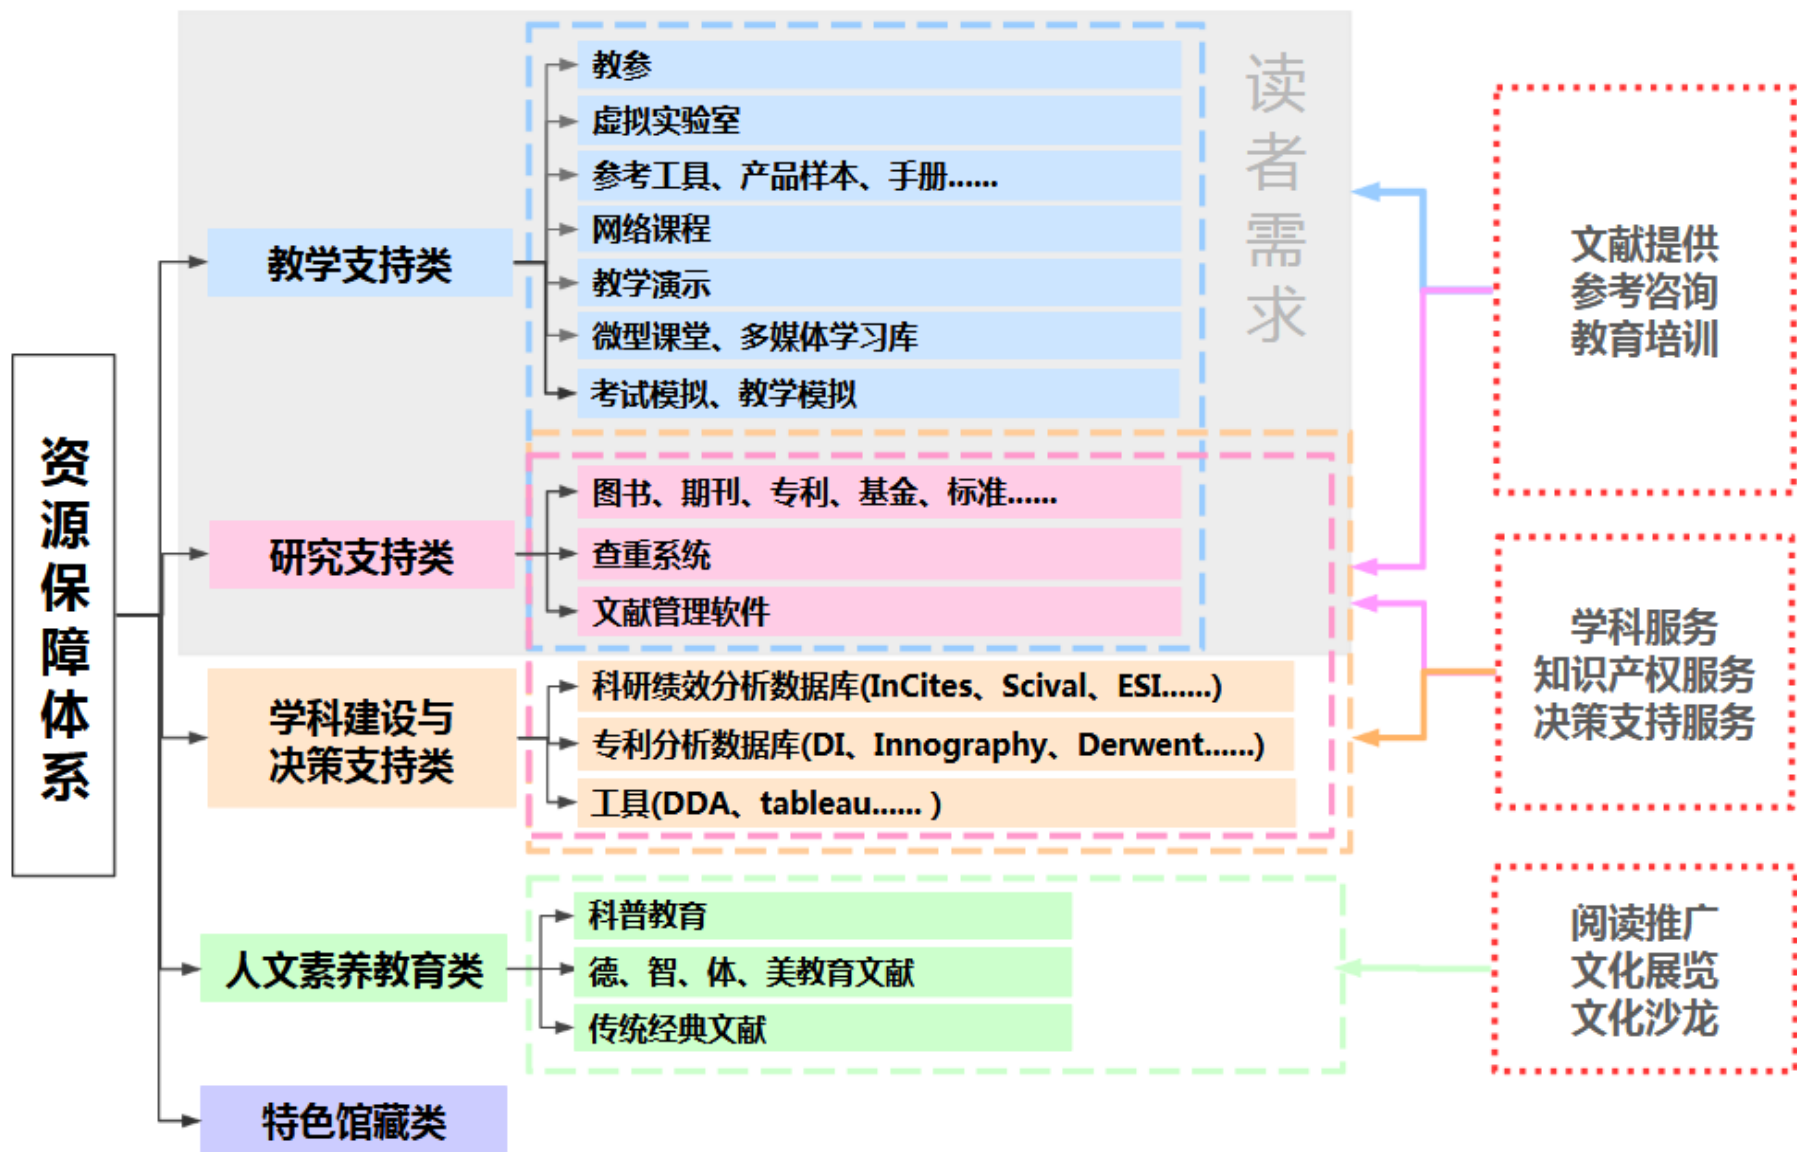 资源保障体系
教学支持类
教参
虚拟实验室
参考工具、产品样本、手册......
网络课程
教学演示
微型课堂、多媒体学习库
考试模拟、教学模拟
读者需求
研究支持类
图书、期刊、专利、基金、标准......
查重系统
文献管理软件
学科建设与
决策支持类
科研绩效分析数据库(InCites、Scival、ESI......)
专利分析数据库(DI、Innography、Derwent......)
工具(DDA、tableau...... )
人文素养教育类
科普教育
德、智、体、美教育文献
传统经典文献
特色馆藏类
文献提供
参考咨询
教育培训
学科服务
知识产权服务
决策支持服务
阅读推广
文化展览
文化沙龙